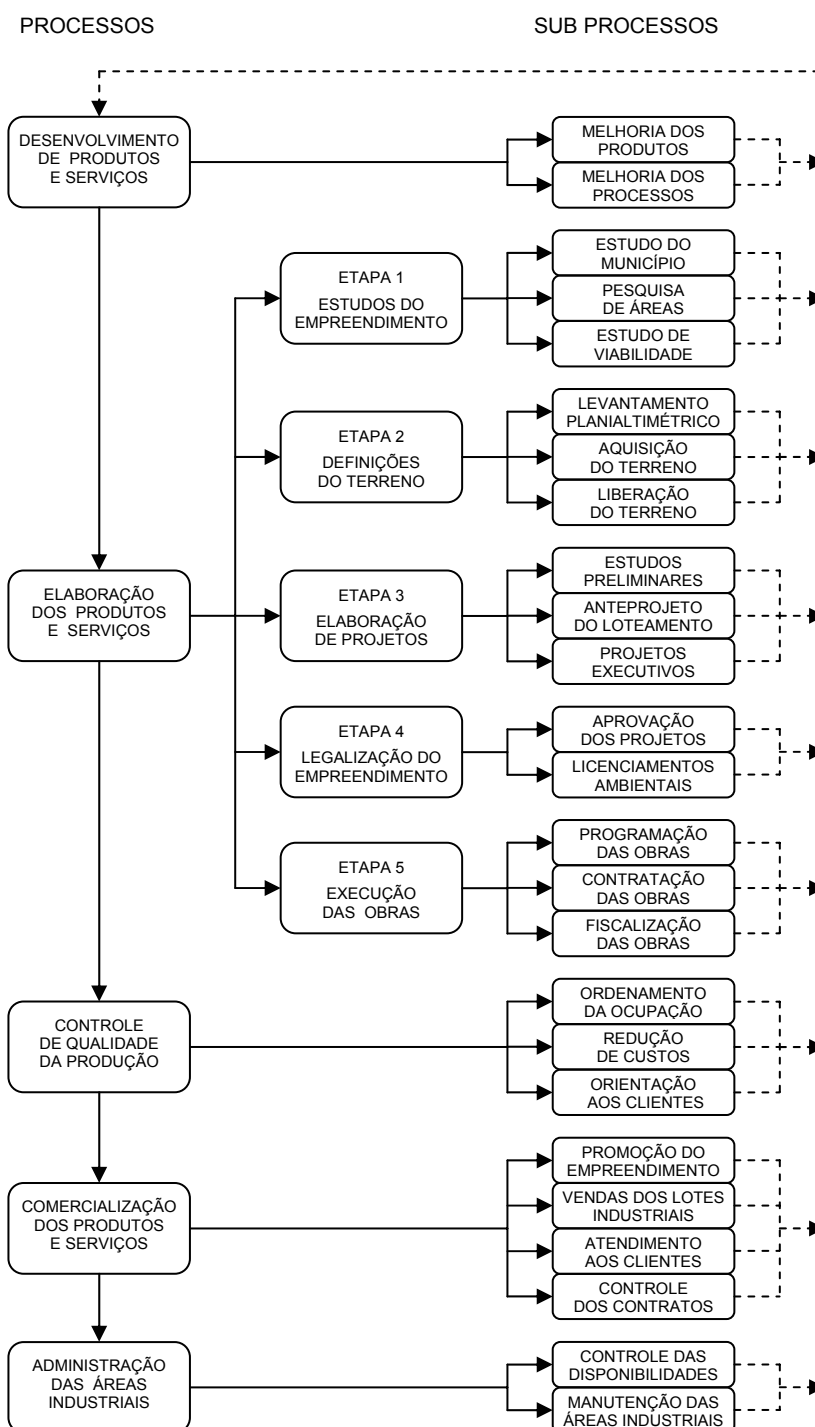 PROCESSOS
SUB PROCESSOS
DESENVOLVIMENTO
DE PRODUTOS
E SERVIÇOS
MELHORIA DOS
PRODUTOS
MELHORIA DOS
PROCESSOS
ETAPA 1
ESTUDOS DO
EMPREENDIMENTO
ESTUDO DO
MUNICÍPIO
PESQUISA
DE ÁREAS
ESTUDO DE
VIABILIDADE
ETAPA 2
DEFINIÇÕES
DO TERRENO
LEVANTAMENTO
PLANIALTIMÉTRICO
AQUISIÇÃO
DO TERRENO
LIBERAÇÃO
DO TERRENO
ELABORAÇÃO
DOS PRODUTOS
E SERVIÇOS
ETAPA 3
ELABORAÇÃO
DE PROJETOS
ESTUDOS
PRELIMINARES
ANTEPROJETO
DO LOTEAMENTO
PROJETOS
EXECUTIVOS
ETAPA 4
LEGALIZAÇÃO DO
EMPREENDIMENTO
APROVAÇÃO
DOS PROJETOS
LICENCIAMENTOS
AMBIENTAIS
ETAPA 5
EXECUÇÃO
DAS OBRAS
PROGRAMAÇÃO
DAS OBRAS
CONTRATAÇÃO
DAS OBRAS
FISCALIZAÇÃO
DAS OBRAS
CONTROLE
DE QUALIDADE
DA PRODUÇÃO
ORDENAMENTO
DA OCUPAÇÃO
REDUÇÃO
DE CUSTOS
ORIENTAÇÃO
AOS CLIENTES
COMERCIALIZAÇÃO
DOS PRODUTOS
E SERVIÇOS
PROMOÇÃO DO
EMPREENDIMENTO
VENDAS DOS LOTES
INDUSTRIAIS
ATENDIMENTO
AOS CLIENTES
CONTROLE
DOS CONTRATOS
ADMINISTRAÇÃO
DAS ÁREAS
INDUSTRIAIS
CONTROLE DAS
DISPONIBILIDADES
MANUTENÇÃO DAS
ÁREAS INDUSTRIAIS